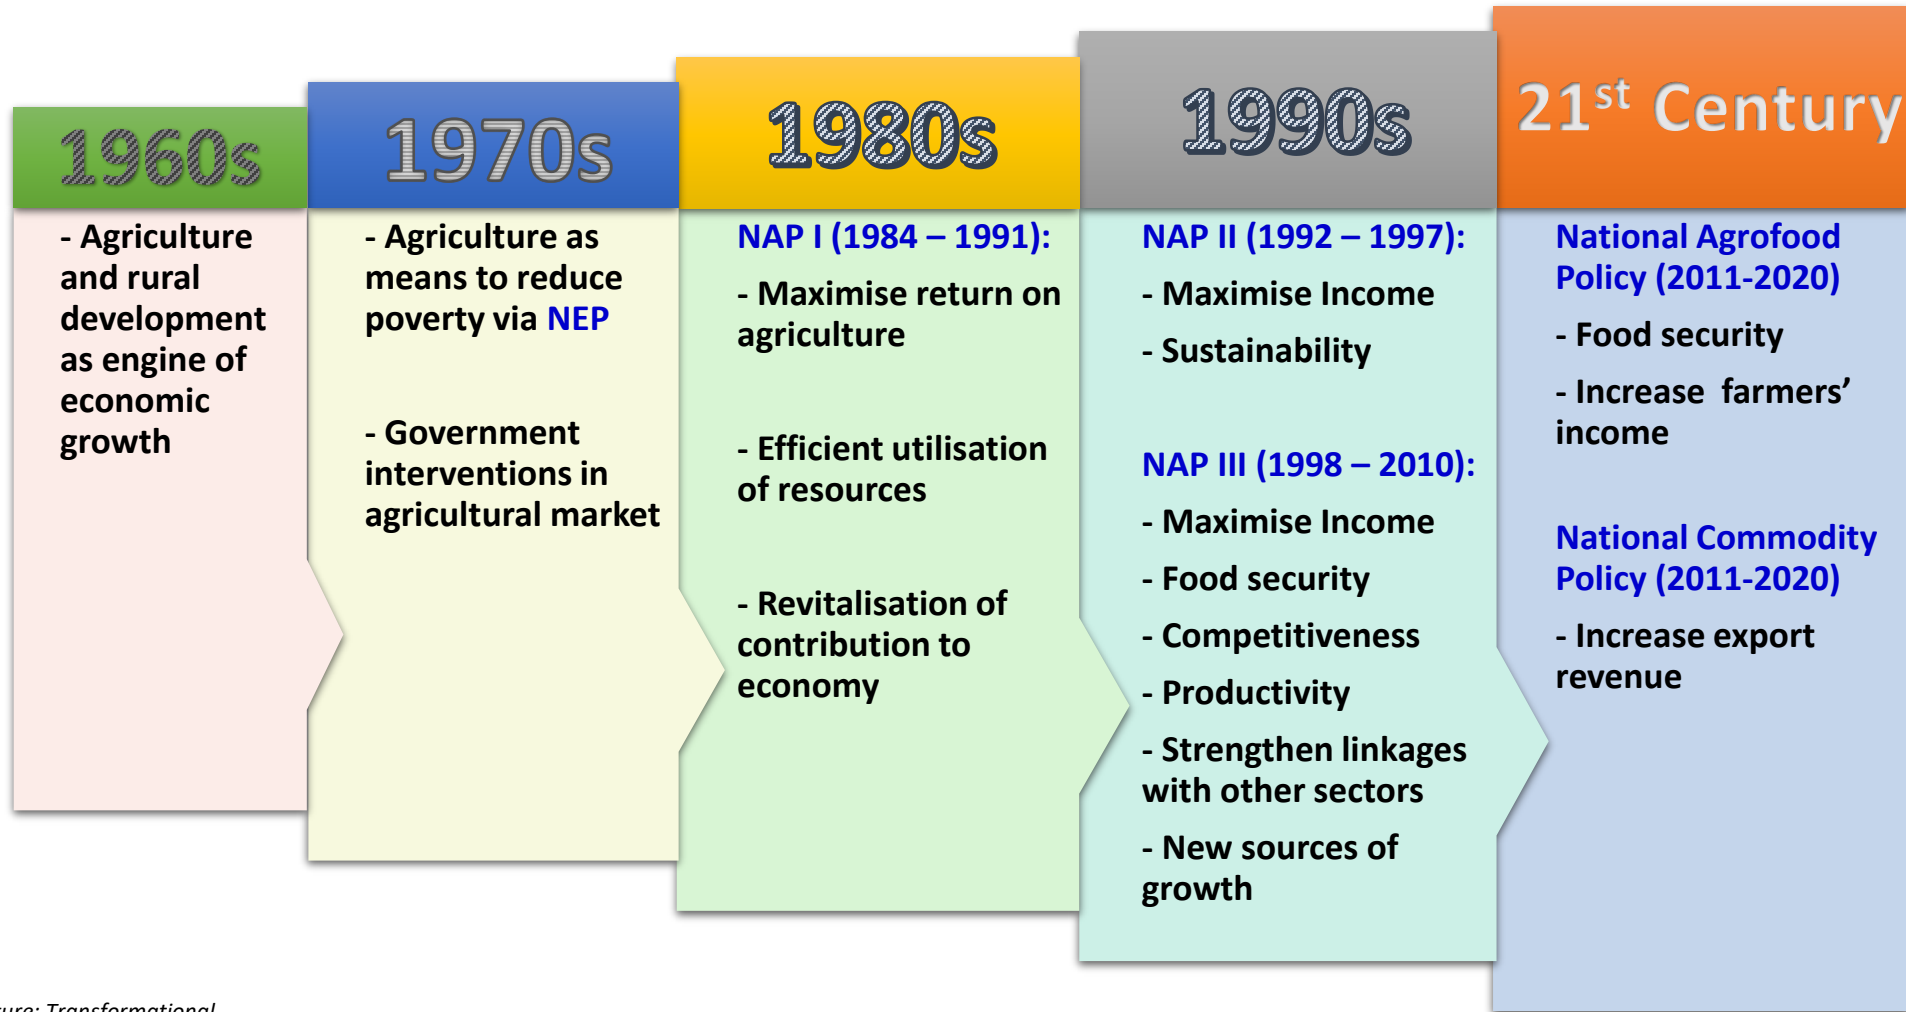 1960s
- Agriculture
and rural
development
as engine of
economic
growth
1970s
- Agriculture as
means to reduce
poverty via NEP
- Government
interventions in
agricultural market
1980s
NAP I (1984 – 1991):
- Maximise return on
agriculture
- Efficient utilisation
of resources
- Revitalisation of
contribution to
economy
1990s
NAP II (1992 – 1997):
- Maximise Income
- Sustainability
NAP III (1998 – 2010):
- Maximise Income
- Food security
- Competitiveness
- Productivity
- Strengthen linkages
with other sectors
- New sources of
growth
21st Century
National Agrofood
Policy (2011-2020)
- Food security
- Increase  farmers’
income
National Commodity
Policy (2011-2020)
- Increase export
revenue
Transformational